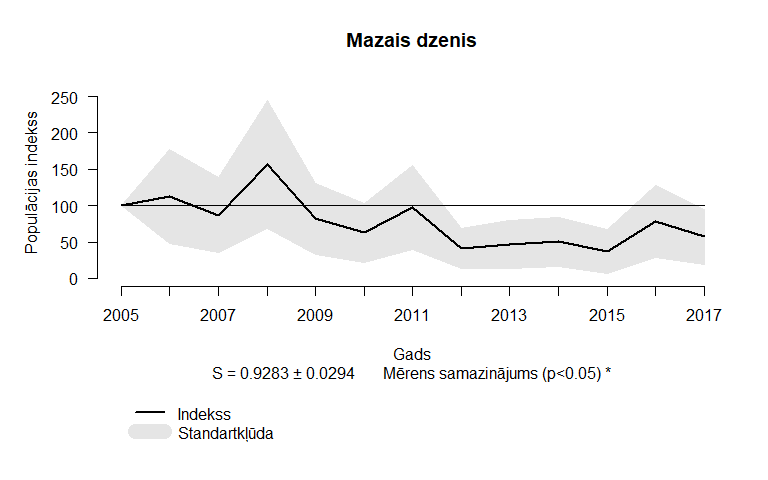 Mazais dzenis
Populācijas indekss
250
200
150
100
50
0
2005 2007 2009 2011 2013 2015 2017
Gads
S = 0.9283 ± 0.0294 Mērens samazinājums (p<0.05) *
Indekss
Standartkļūda